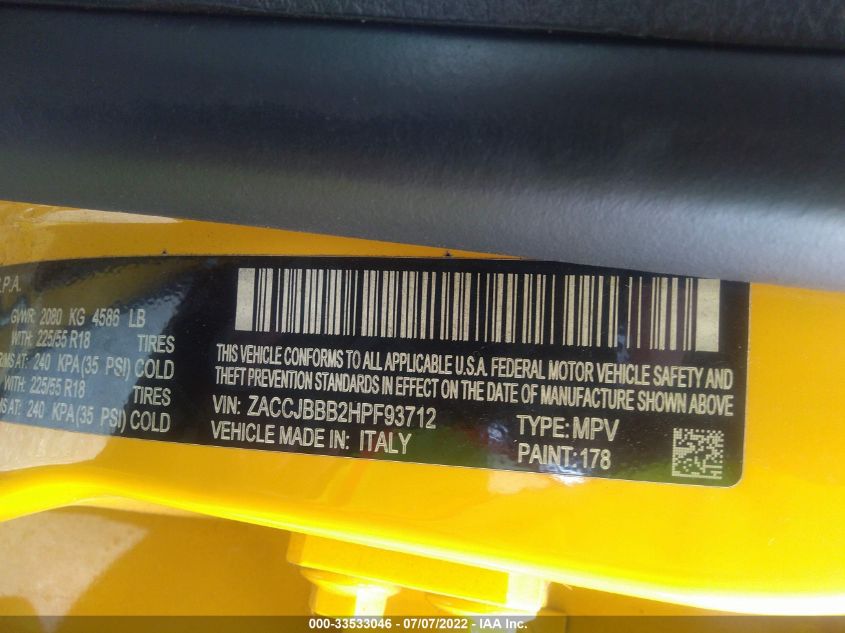 .P.A.
GVWR: 2080 KG 4586 LB
WITH: 225/55 R18 TIRES
RIMS AT: 240 KPA(35 PSI) COLD
WITH: 225/55 R18 TIRES
MS AT: 240 KPA(35 PSI) COLD
THIS VEHICLE CONFORMS TO ALL APPLICABLE U.S.A. FEDERAL MOTOR VEHICLE SAFETY AND
THEFT PREVENTION STANDARDS IN EFFECT ON THE DATE OF MANUFACTURE SHOWN ABOVE
VIN: ZACCJBBB2HPF93712 TYPE: MPV
VEHICLE MADE IN: ITALY PAINT: 178
000-33533046 - 07/07/2022 - IAA Inc.